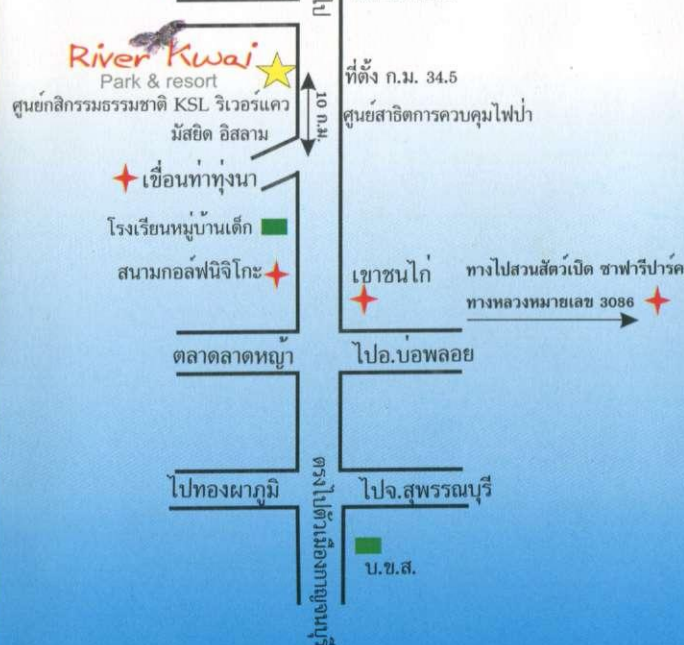 ไป
River Kwai
Park & resort
ที่ตั้ง ก.ม. 34.5
10 ก.ม.
ศูนย์กสิกรรมธรรมชาติ KSL ริเวอร์แคว
ศูนย์สาธิตการควบคุมไฟป่า
มัสยิด อิสลาม
เขื่อนท่าทุ่งนา
โรงเรียนหมู่บ้านเด็ก
สนามกอล์ฟนิจิโกะ
เขาชนไก่
ทางไปสวนสัตว์เปิด ซาฟารีปาร์ค
ทางหลวงหมายเลข 3086
ตลาดลาดหญ้า
ไปอ.บ่อพลอย
ไปทองผาภูมิ
ไปจ.สุพรรณบุรี
ตรงไปตัวเมืองกาญจนบุรี
บ.ข.ส.